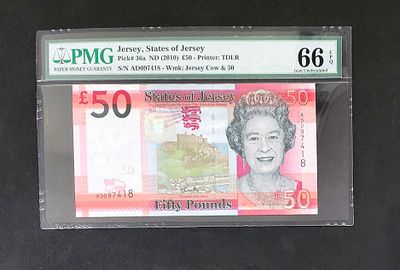 PMG
PAPER MONEY GUARANTY
Jersey, States of Jersey
Pick# 36a ND (2010) £50 - Printer: TDLR
S/N AD097418 - Wmk: Jersey Cow & 50
66 EPQ
Gem Uncirculated
£50
States of Jersey
50
AD097418
50
AD097418
Fifty Pounds
£50